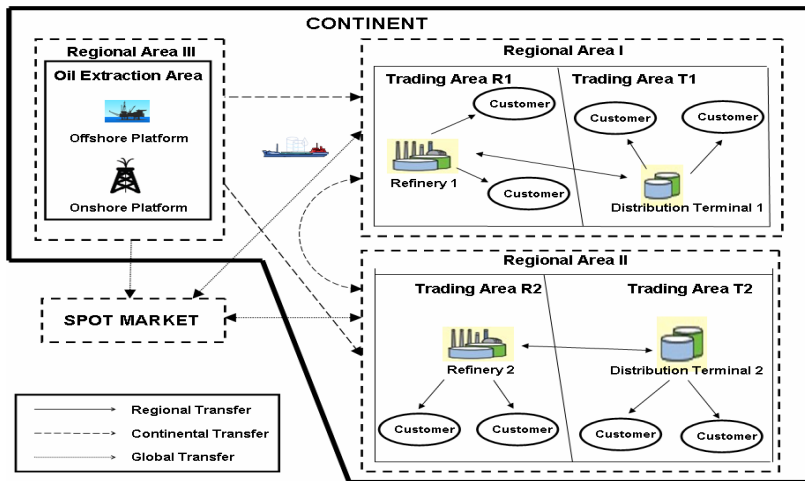 CONTINENT
Regional Area III
Oil Extraction Area
Offshore Platform
Onshore Platform
Regional Area I
Trading Area R1
Trading Area T1
Customer
Customer
Customer
Refinery 1
Customer
Distribution Terminal 1
Regional Area II
Trading Area R2
Trading Area T2
Refinery 2
Distribution Terminal 2
Customer
Customer
Customer
Customer
SPOT MARKET
Regional Transfer
Continental Transfer
Global Transfer